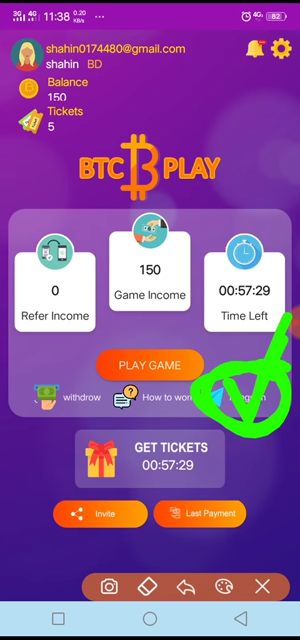 3G 4G 11:38 0.20 KB/s 4G 82
shahin0174480@gmail.com
shahin BD
Balance
150
Tickets
5
BTC PLAY
0
Refer Income
150
Game Income
00:57:29
Time Left
PLAY GAME
withdrow
How to work
GET TICKETS
00:57:29
Invite
Last Payment